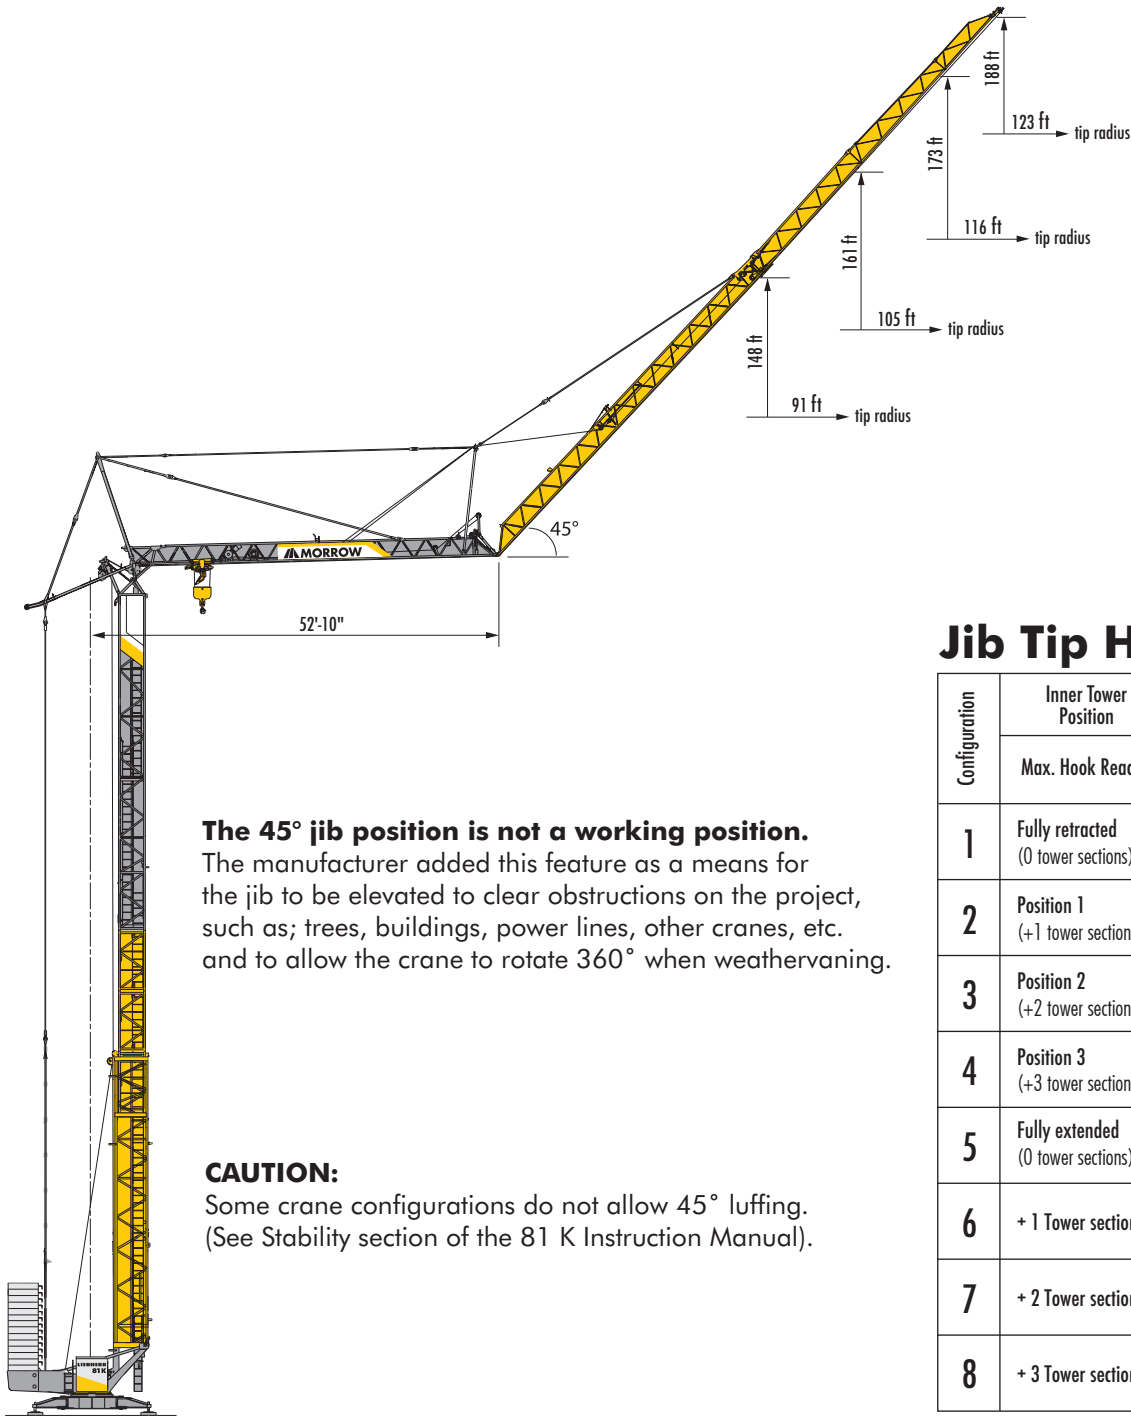 188 ft
123 ft tip radius
173 ft
116 ft tip radius
161 ft
105 ft tip radius
148 ft
91 ft tip radius
45°
MORROW
52'-10"
Jib Tip H
Configuration
Inner Tower
Position
Max. Hook Reac
1 Fully retracted
(0 tower sections)
2 Position 1
(+1 tower section
3 Position 2
(+2 tower section
4 Position 3
(+3 tower section
5 Fully extended
(0 tower sections)
6 + 1 Tower section
7 + 2 Tower section
8 + 3 Tower section
The 45° jib position is not a working position.
The manufacturer added this feature as a means for
the jib to be elevated to clear obstructions on the project,
such as; trees, buildings, power lines, other cranes, etc.
and to allow the crane to rotate 360° when weathervaning.
CAUTION:
Some crane configurations do not allow 45° luffing.
(See Stability section of the 81 K Instruction Manual).
LIEBHERR
81K